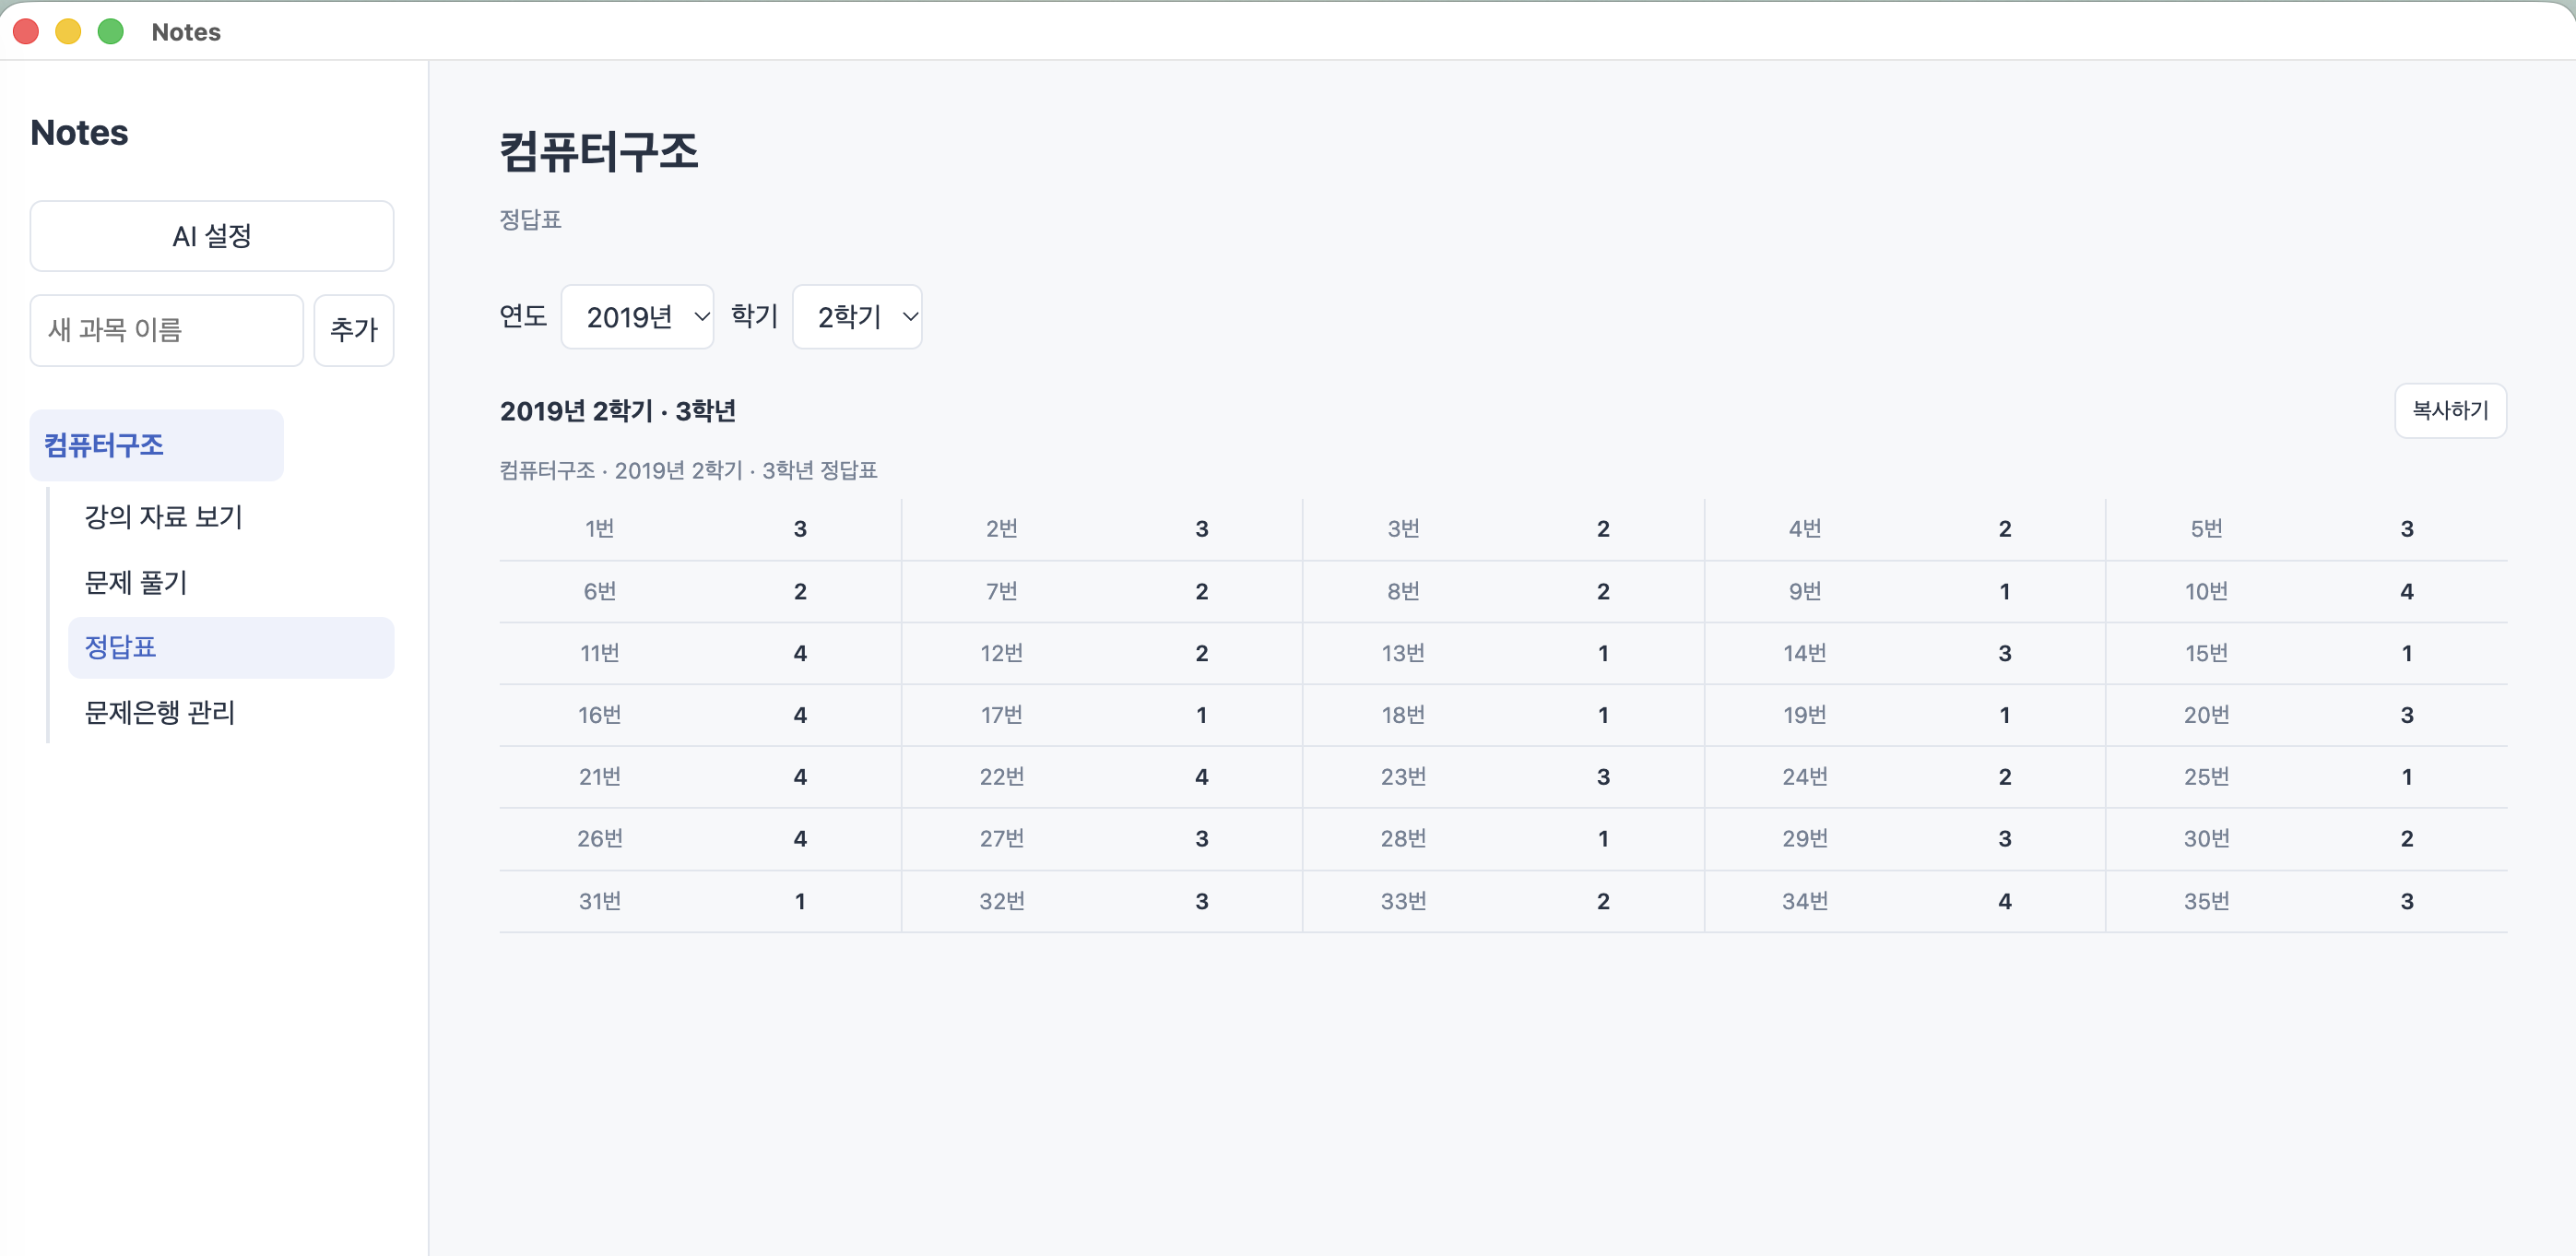 Notes
Notes
AI 설정
새 과목 이름 추가
컴퓨터구조
강의 자료 보기
문제 풀기
정답표
문제은행 관리
컴퓨터구조
정답표
연도 2019년 학기 2학기
2019년 2학기 · 3학년 복사하기
컴퓨터구조 · 2019년 2학기 · 3학년 정답표
1번 3 2번 3 3번 2 4번 2 5번 3
6번 2 7번 2 8번 2 9번 1 10번 4
11번 4 12번 2 13번 1 14번 3 15번 1
16번 4 17번 1 18번 1 19번 1 20번 3
21번 4 22번 4 23번 3 24번 2 25번 1
26번 4 27번 3 28번 1 29번 3 30번 2
31번 1 32번 3 33번 2 34번 4 35번 3